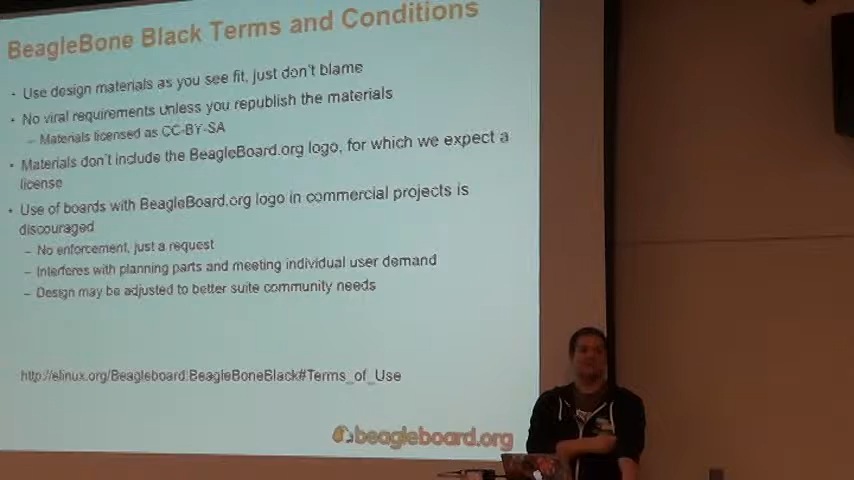 BeagleBone Black Terms and Conditions
• Use design materials as you see fit, just don't blame
• No viral requirements unless you republish the materials
– Materials licensed as CC-BY-SA
• Materials don't include the BeagleBoard.org logo, for which we expect a
license
• Use of boards with BeagleBoard.org logo in commercial projects is
discouraged
– No enforcement, just a request
– Interferes with planning parts and meeting individual user demand
– Design may be adjusted to better suite community needs
http://elinux.org/Beagleboard:BeagleBoneBlack#Terms_of_Use
beagleboard.org